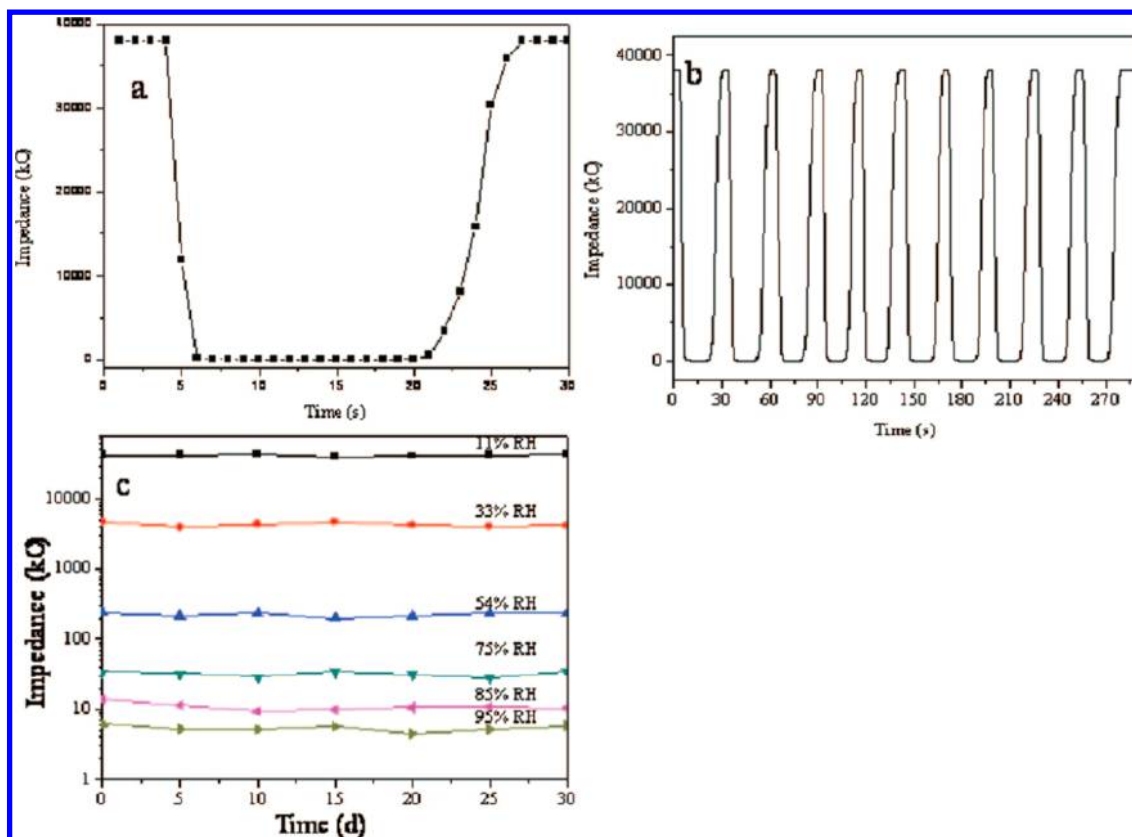 a
40000
30000
20000
10000
0
Impedance (kΩ)
0 5 10 15 20 25 30
Time (s)
b
40000
30000
20000
10000
0
Impedance (kΩ)
0 30 60 90 120 150 180 210 240 270
Time (s)
c
10000
1000
100
10
1
Impedance (kΩ)
11% RH
33% RH
54% RH
75% RH
85% RH
95% RH
0 5 10 15 20 25 30
Time (d)